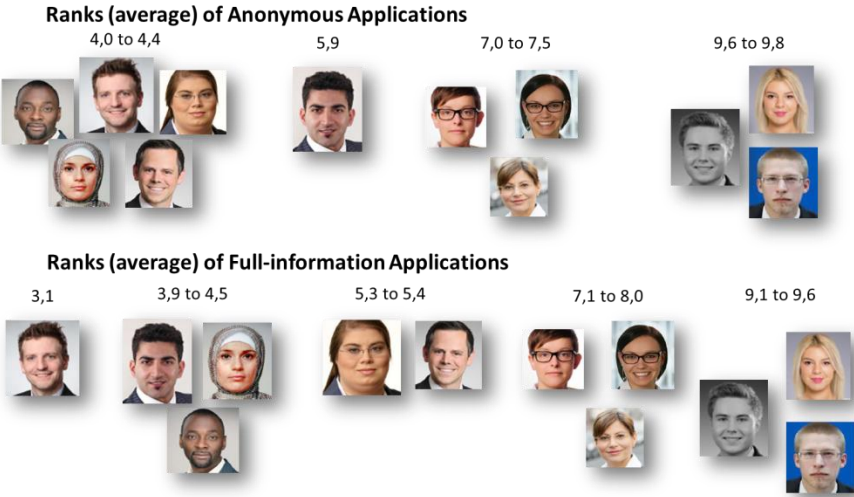 Ranks (average) of Anonymous Applications
4,0 to 4,4 5,9 7,0 to 7,5 9,6 to 9,8
Ranks (average) of Full-information Applications
3,1 3,9 to 4,5 5,3 to 5,4 7,1 to 8,0 9,1 to 9,6